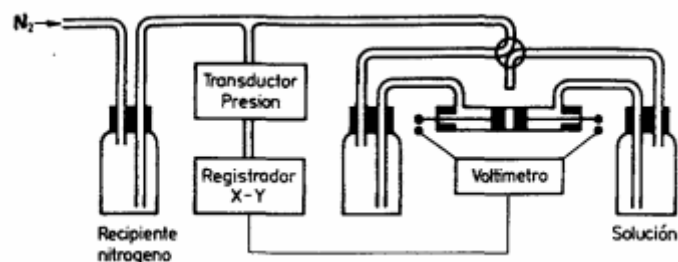 N₂
Transductor
Presion
Registrador
X-Y
Voltimetro
Recipiente
nitrogeno
Solución